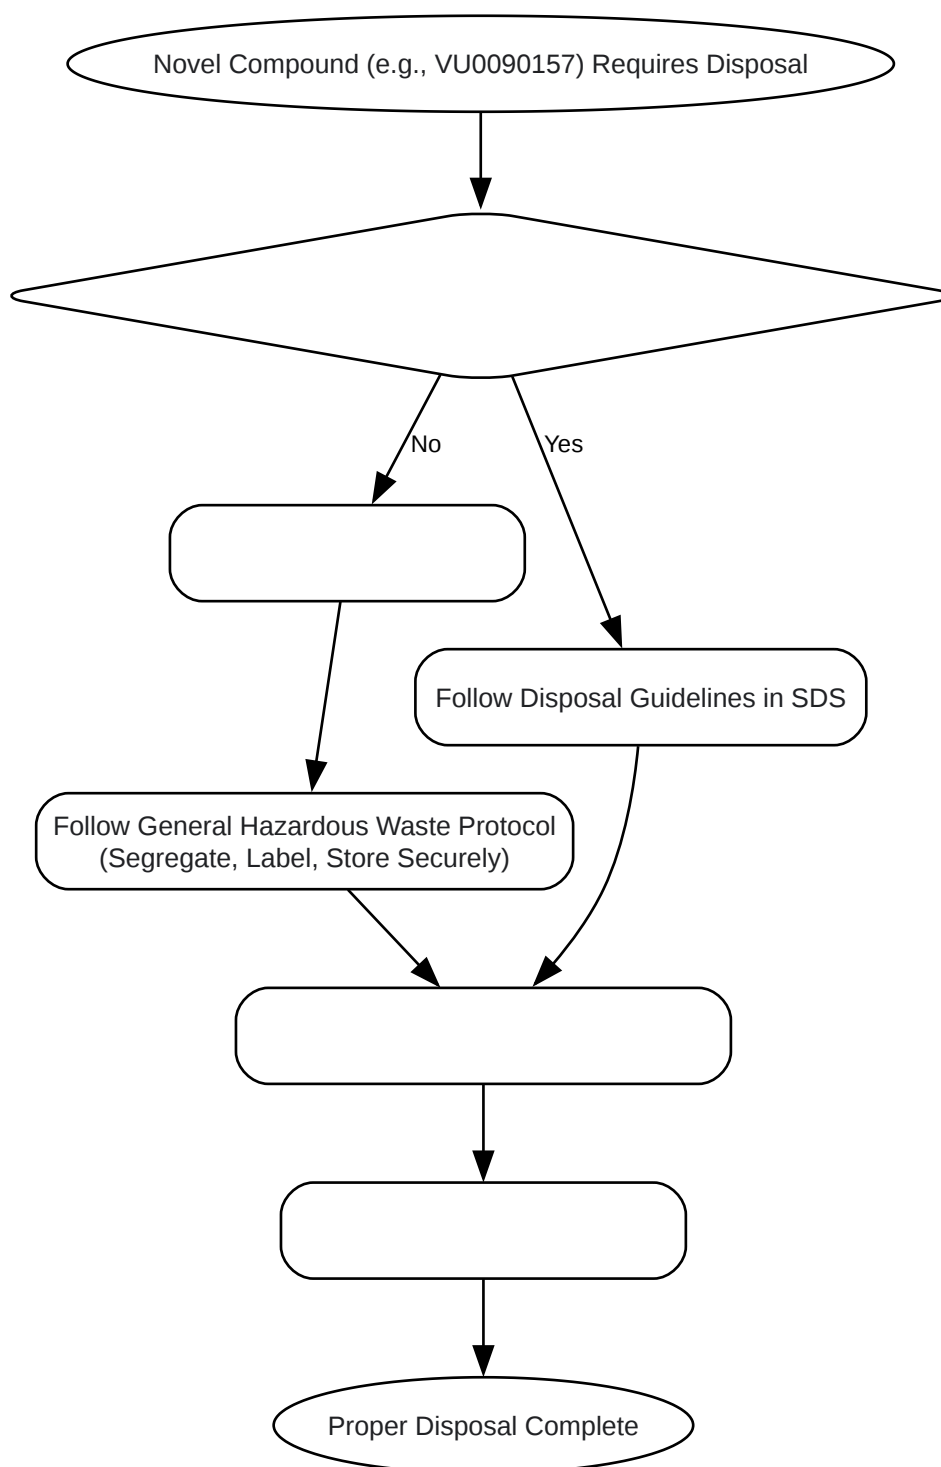 Novel Compound (e.g., VU0090157) Requires Disposal
No
Yes
Follow Disposal Guidelines in SDS
Follow General Hazardous Waste Protocol
(Segregate, Label, Store Securely)
Proper Disposal Complete